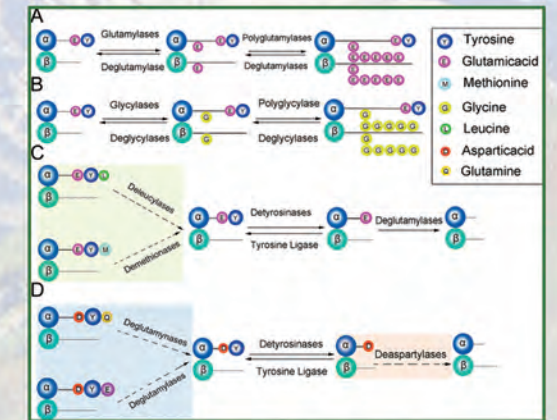 A
α E Y Glutamylases α E Y Polyglutamylases α E Y
E E
E E E E E
β Deglutamylase β E Deglutamylases β E
E E E E E
B
α E Y Glycylases α E Y Polyglycylase α E Y
G G
G G G G G
β Deglycylases β G Deglycylases β G
G G G G G
C
α E Y L
β
Deleucylases
α E Y Detyrosinases α E Deglutamylases α
β Tyrosine Ligase β β
Demethionases
α E Y M
β
D
α Y
β
Deglutamynases
α Y Detyrosinases α Deaspartylases α
β Tyrosine Ligase β β
Deglutamylases
α Y E
β
Y Tyrosine
E Glutamicacid
M Methionine
G Glycine
L Leucine
Asparticacid
Glutamine